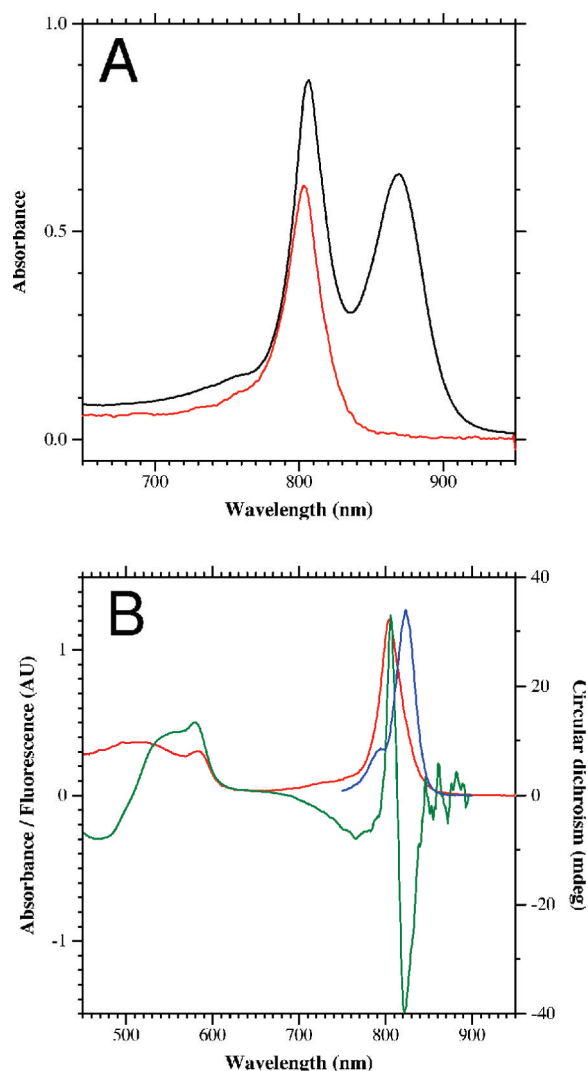 A
1.0
0.5
0.0
Absorbance
700
800
900
Wavelength (nm)
B
1
0
-1
Absorbance / Fluorescence (AU)
40
20
0
-20
-40
Circular dichroism (mdeg)
500
600
700
800
900
Wavelength (nm)